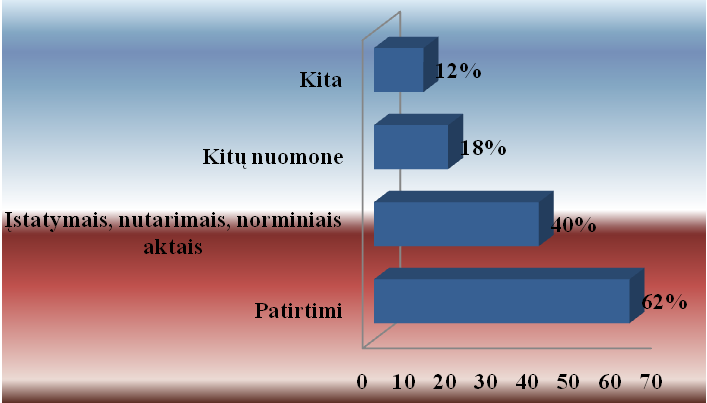 Kita
12%
Kitų nuomone
18%
Įstatymais, nutarimais, norminiais
aktais
40%
Patirtimi
62%
0 10 20 30 40 50 60 70